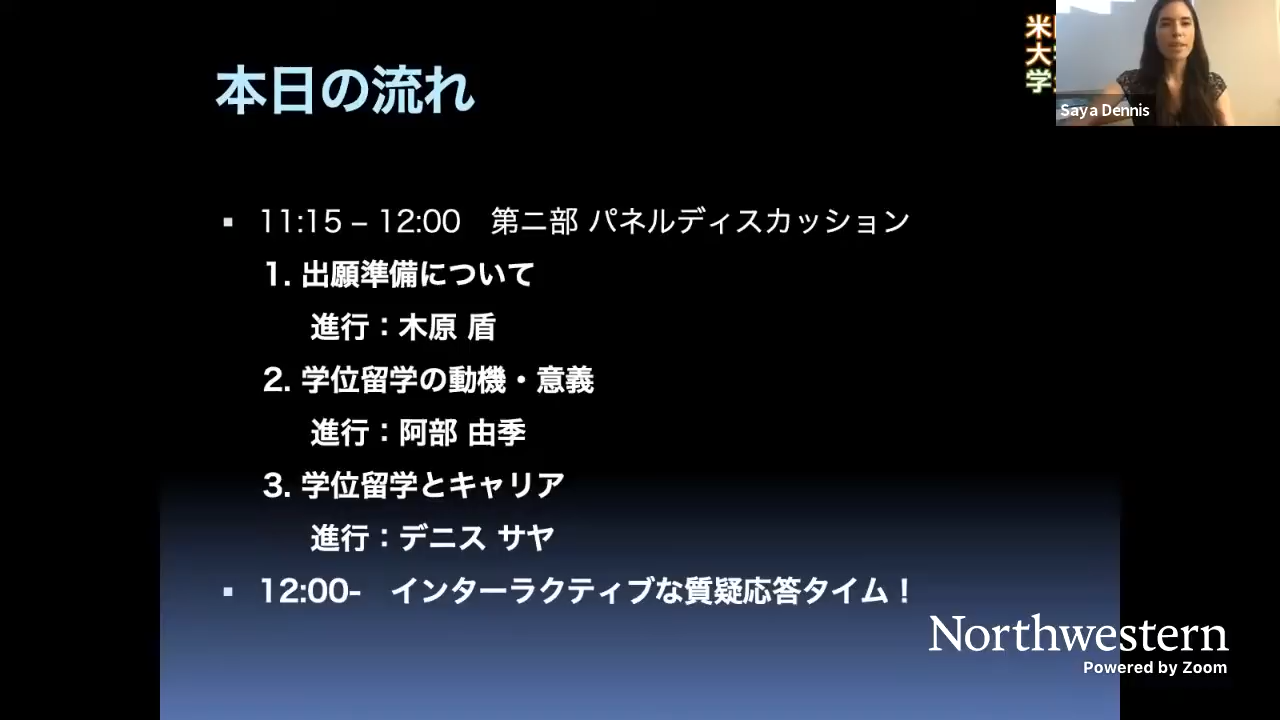 本日の流れ
米
大
学
Saya Dennis
▪ 11:15 – 12:00　第二部 パネルディスカッション
1. 出願準備について
進行：木原 盾
2. 学位留学の動機・意義
進行：阿部 由季
3. 学位留学とキャリア
進行：デニス サヤ
▪ 12:00-　インターラクティブな質疑応答タイム！
Northwestern
Powered by Zoom